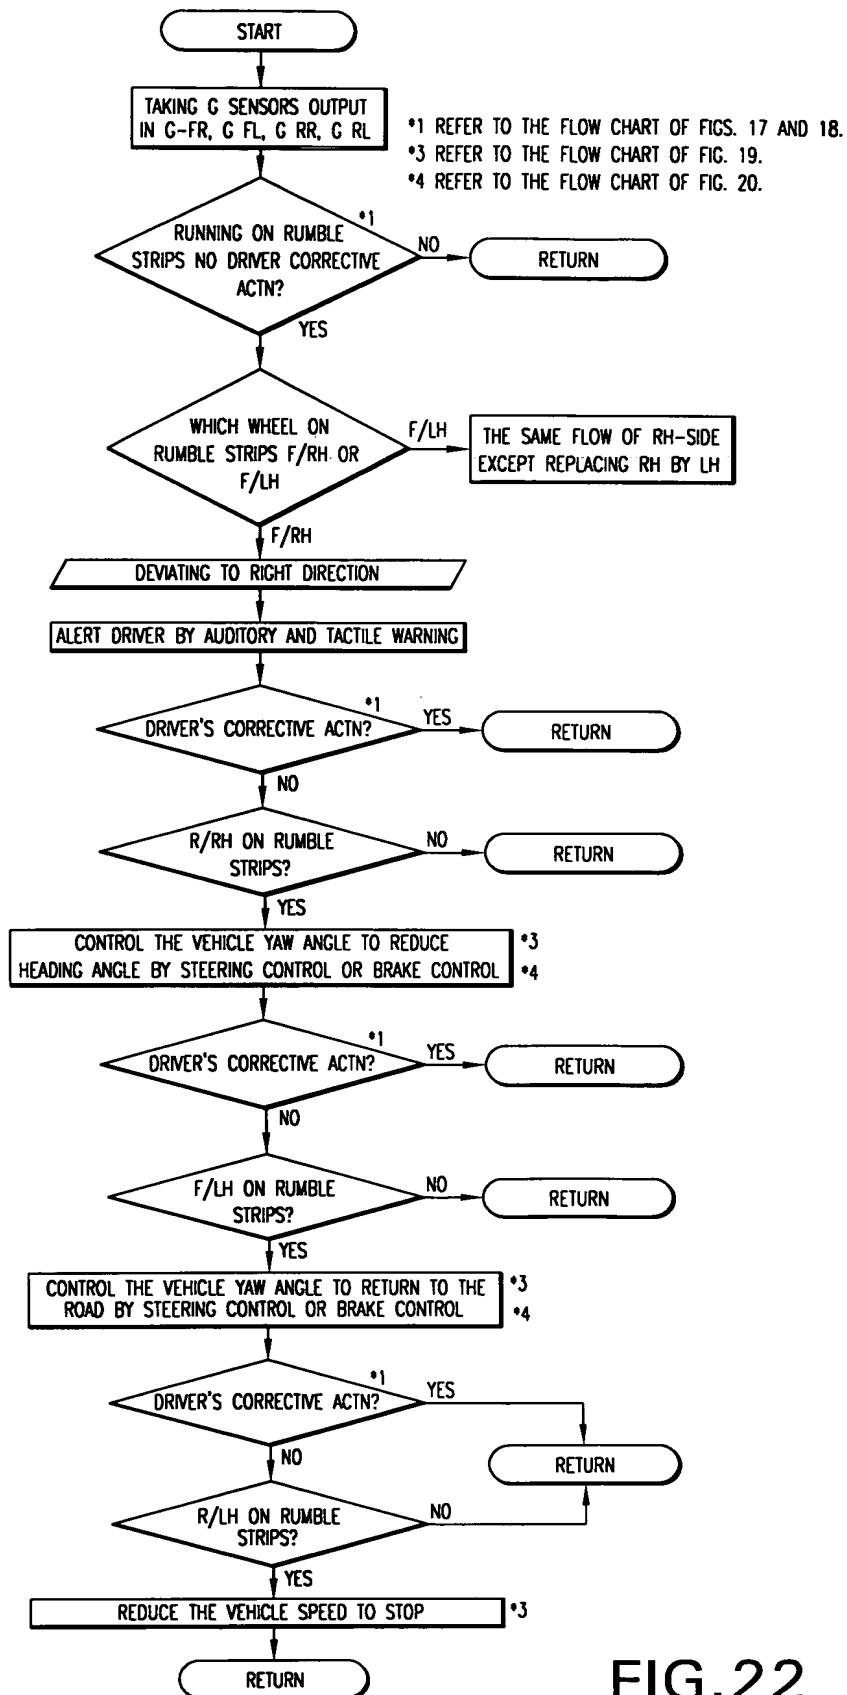 START
TAKING G SENSORS OUTPUT
IN G-FR, G FL, G RR, G RL
*1 REFER TO THE FLOW CHART OF FIGS. 17 AND 18.
*3 REFER TO THE FLOW CHART OF FIG. 19.
*4 REFER TO THE FLOW CHART OF FIG. 20.
*1
RUNNING ON RUMBLE
STRIPS NO DRIVER CORRECTIVE
ACTN?
NO
RETURN
YES
WHICH WHEEL ON
RUMBLE STRIPS F/RH OR
F/LH
F/LH
THE SAME FLOW OF RH-SIDE
EXCEPT REPLACING RH BY LH
F/RH
DEVIATING TO RIGHT DIRECTION
ALERT DRIVER BY AUDITORY AND TACTILE WARNING
*1
DRIVER'S CORRECTIVE ACTN?
YES
RETURN
NO
R/RH ON RUMBLE
STRIPS?
NO
RETURN
YES
CONTROL THE VEHICLE YAW ANGLE TO REDUCE
HEADING ANGLE BY STEERING CONTROL OR BRAKE CONTROL
*3
*4
*1
DRIVER'S CORRECTIVE ACTN?
YES
RETURN
NO
F/LH ON RUMBLE
STRIPS?
NO
RETURN
YES
CONTROL THE VEHICLE YAW ANGLE TO RETURN TO THE
ROAD BY STEERING CONTROL OR BRAKE CONTROL
*3
*4
*1
DRIVER'S CORRECTIVE ACTN?
YES
RETURN
NO
R/LH ON RUMBLE
STRIPS?
NO
YES
REDUCE THE VEHICLE SPEED TO STOP
*3
RETURN
FIG.22